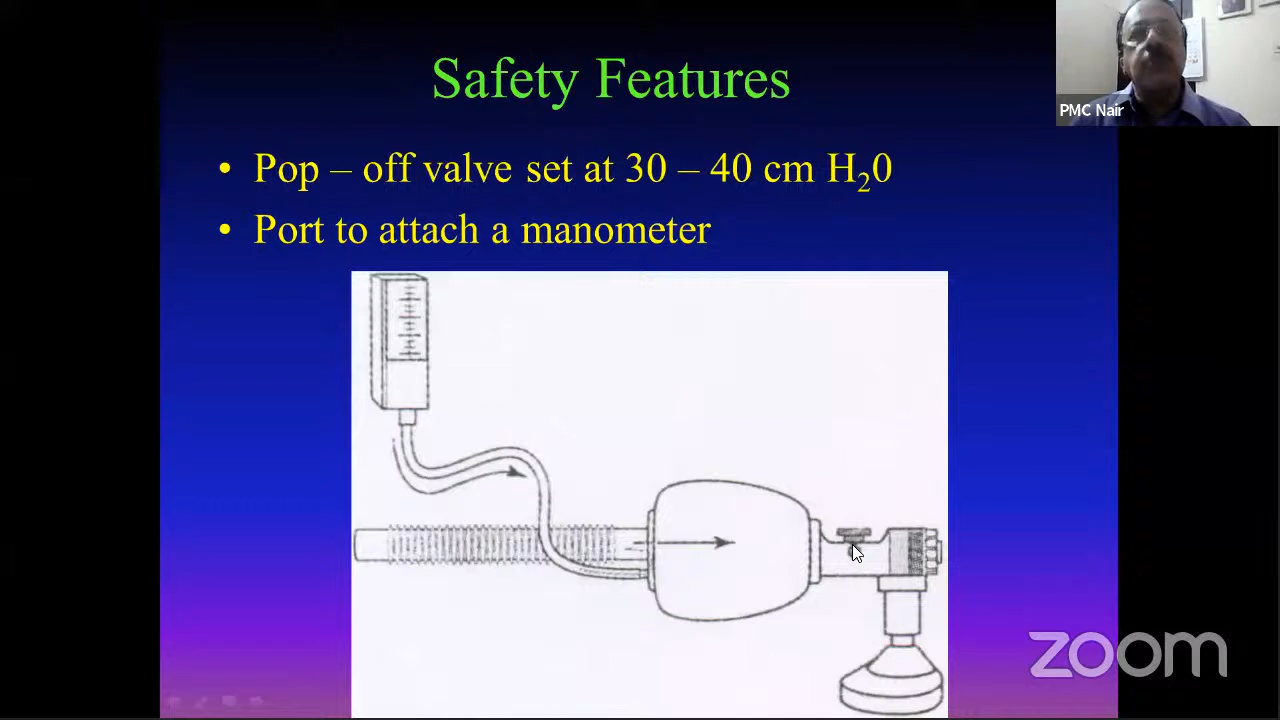 Safety Features
• Pop – off valve set at 30 – 40 cm H₂0
• Port to attach a manometer
PMC Nair
zoom